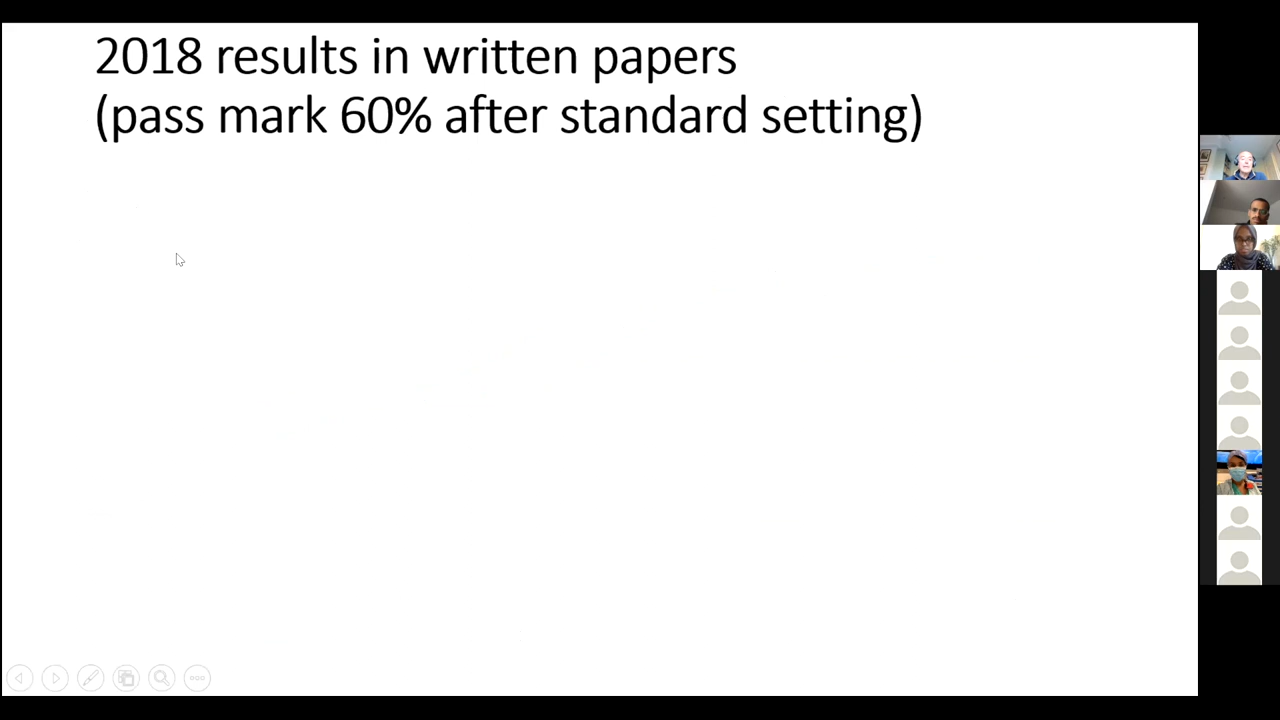 2018 results in written papers
(pass mark 60% after standard setting)